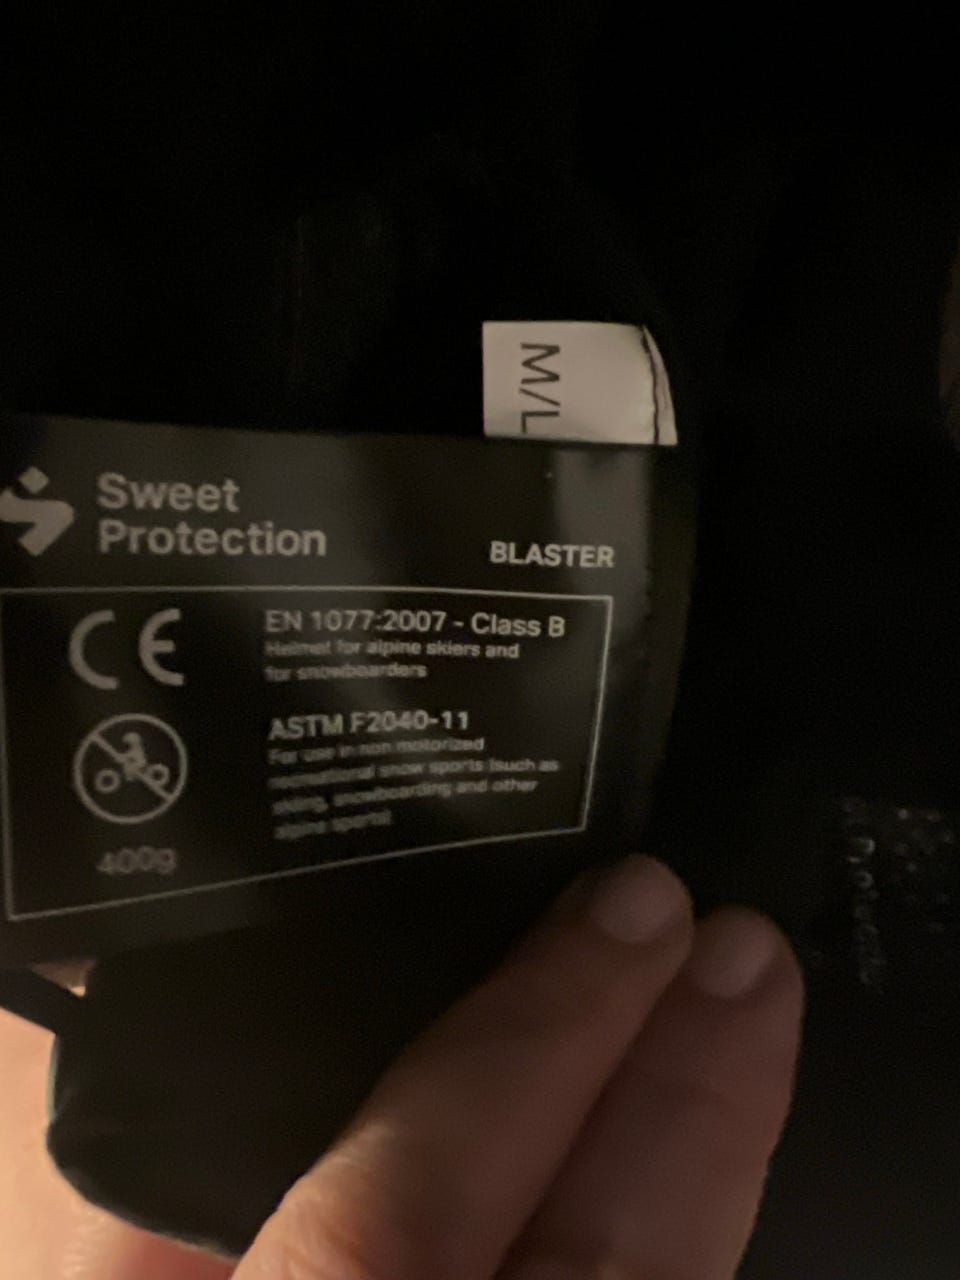 M/L
Sweet
Protection
BLASTER
CE
EN 1077:2007 - Class B
Helmet for alpine skiers and
for snowboarders
ASTM F2040-11
For use in non motorized
recreational snow sports (such as
skiing, snowboarding and other
alpine sports)
400g